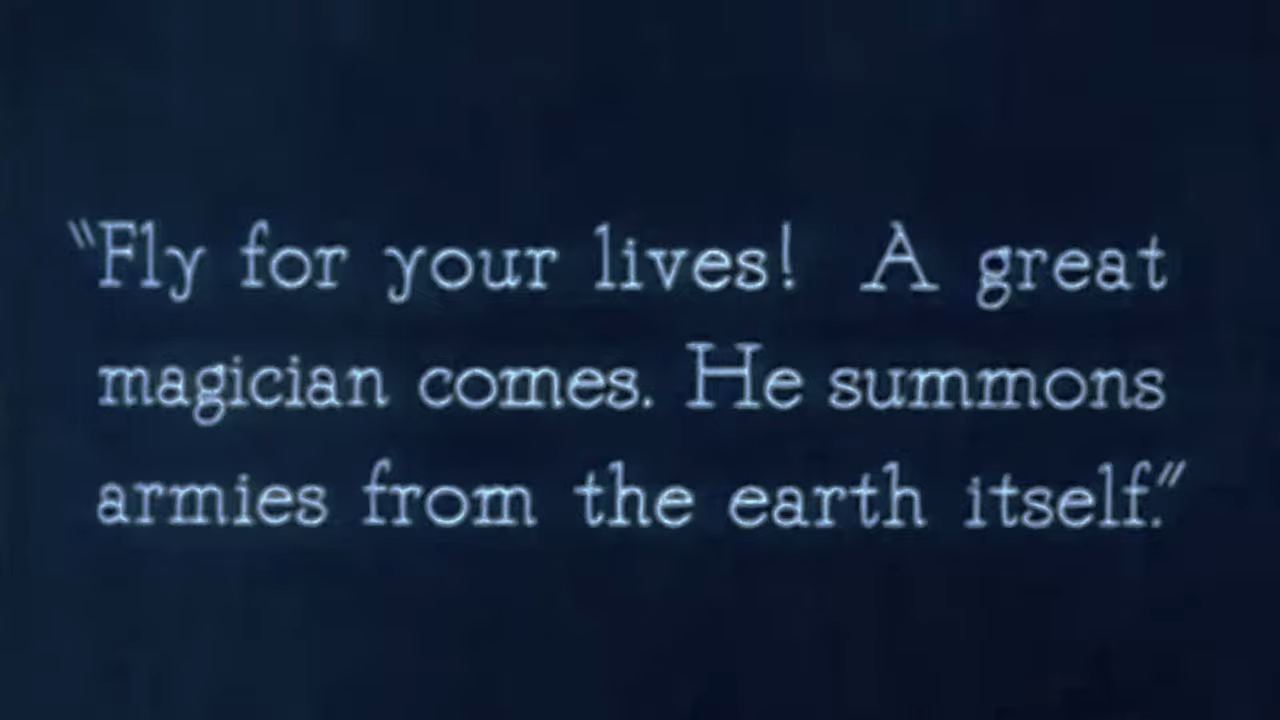 "Fly for your lives! A great
magician comes. He summons
armies from the earth itself."